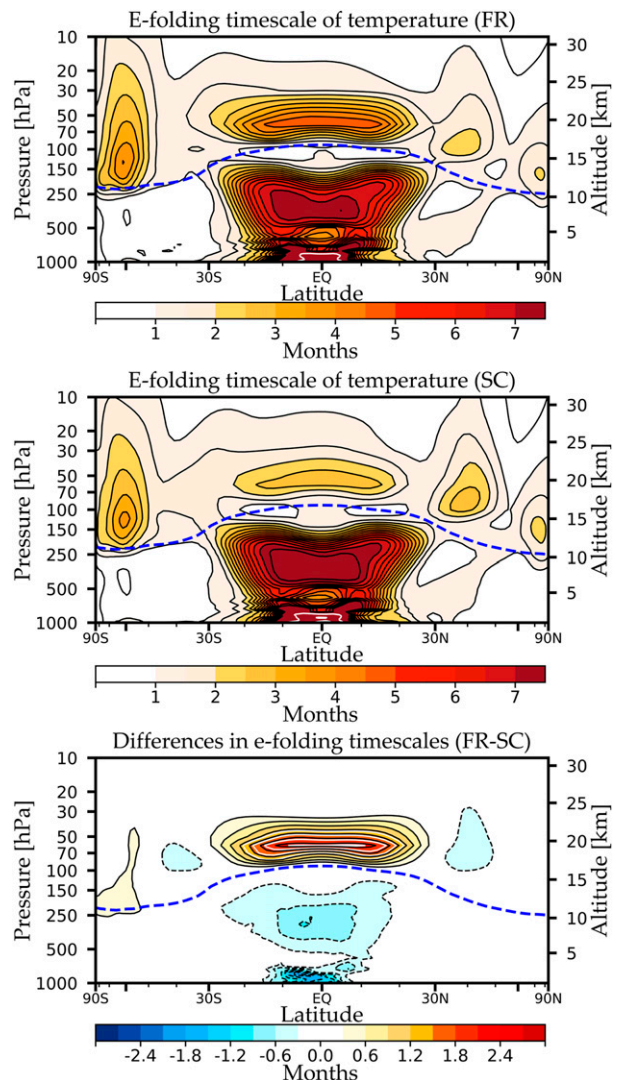 E-folding timescale of temperature (FR)
Pressure [hPa]
10
20
30
50
70
100
150
250
500
1000
30
25
20
15
10
5
Altitude [km]
90S 30S EQ 30N 90N
Latitude
1 2 3 4 5 6 7
Months
E-folding timescale of temperature (SC)
Pressure [hPa]
10
20
30
50
70
100
150
250
500
1000
30
25
20
15
10
5
Altitude [km]
90S 30S EQ 30N 90N
Latitude
1 2 3 4 5 6 7
Months
Differences in e-folding timescales (FR-SC)
Pressure [hPa]
10
20
30
50
70
100
150
250
500
1000
30
25
20
15
10
5
Altitude [km]
90S 30S EQ 30N 90N
Latitude
-2.4 -1.8 -1.2 -0.6 0.0 0.6 1.2 1.8 2.4
Months